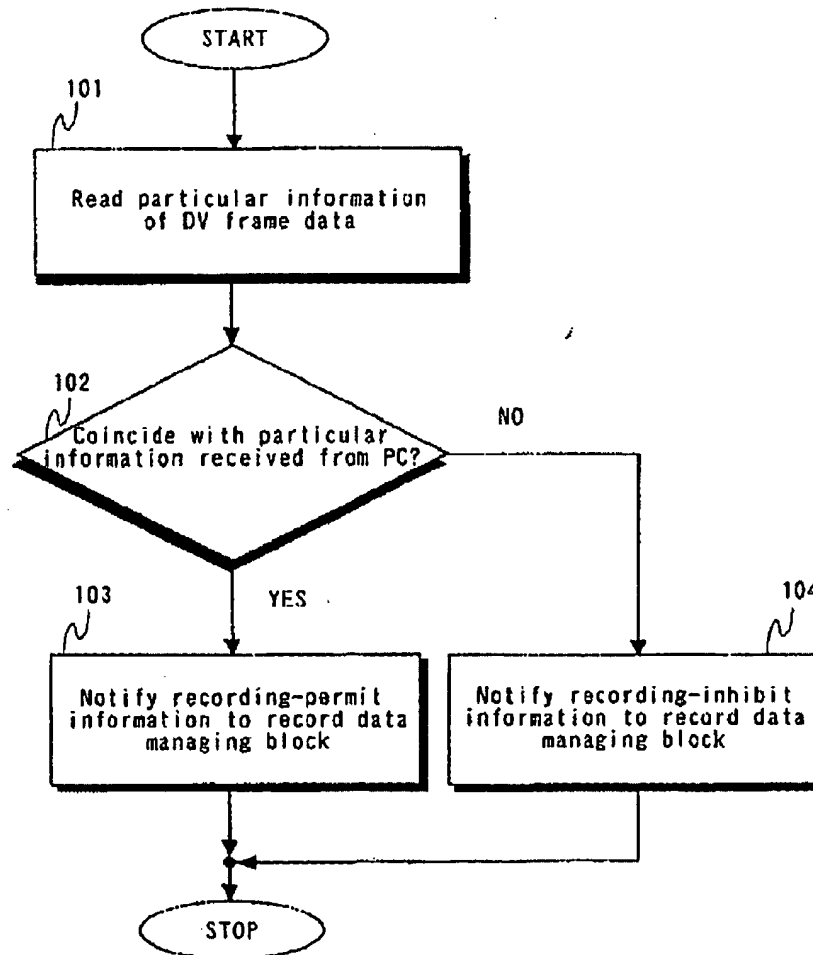 START
101
Read particular information
of DV frame data
102
Coincide with particular
information received from PC?
NO
YES
103
Notify recording-permit
information to record data
managing block
104
Notify recording-inhibit
information to record data
managing block
STOP